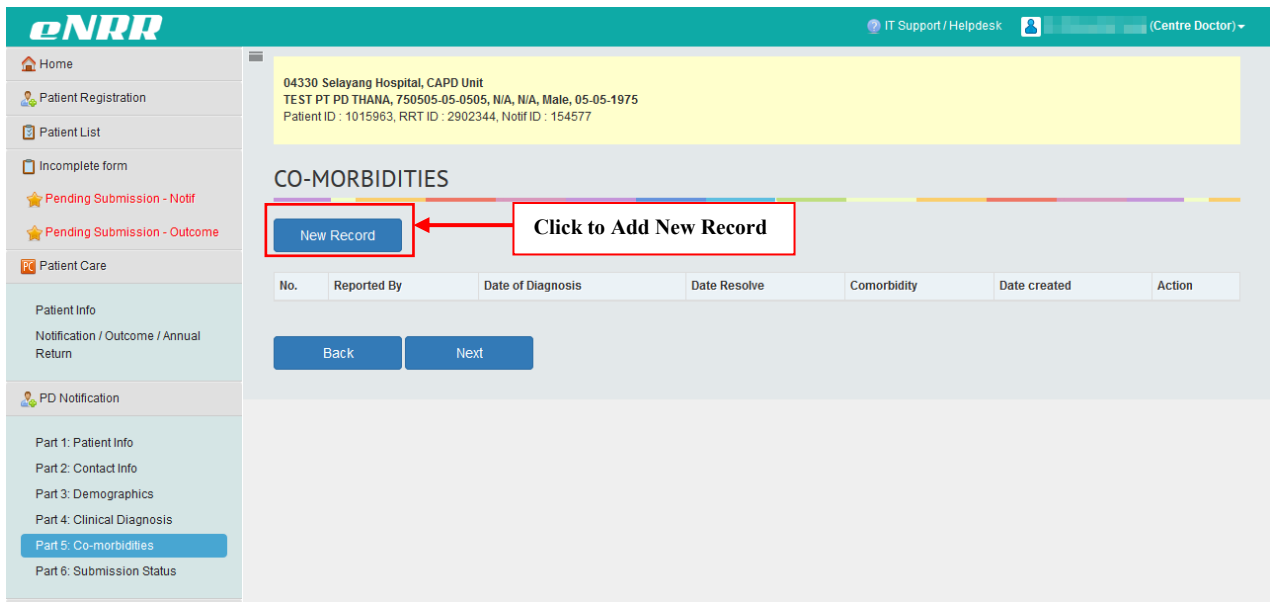 eNRR
IT Support / Helpdesk
(Centre Doctor)
Home
Patient Registration
Patient List
Incomplete form
Pending Submission - Notif
Pending Submission - Outcome
PC Patient Care
Patient Info
Notification / Outcome / Annual
Return
PD Notification
Part 1: Patient Info
Part 2: Contact Info
Part 3: Demographics
Part 4: Clinical Diagnosis
Part 5: Co-morbidities
Part 6: Submission Status
04330 Selayang Hospital, CAPD Unit
TEST PT PD THANA, 750505-05-0505, N/A, N/A, Male, 05-05-1975
Patient ID : 1015963, RRT ID : 2902344, Notif ID : 154577
CO-MORBIDITIES
New Record
Click to Add New Record
No. Reported By Date of Diagnosis Date Resolve Comorbidity Date created Action
Back Next